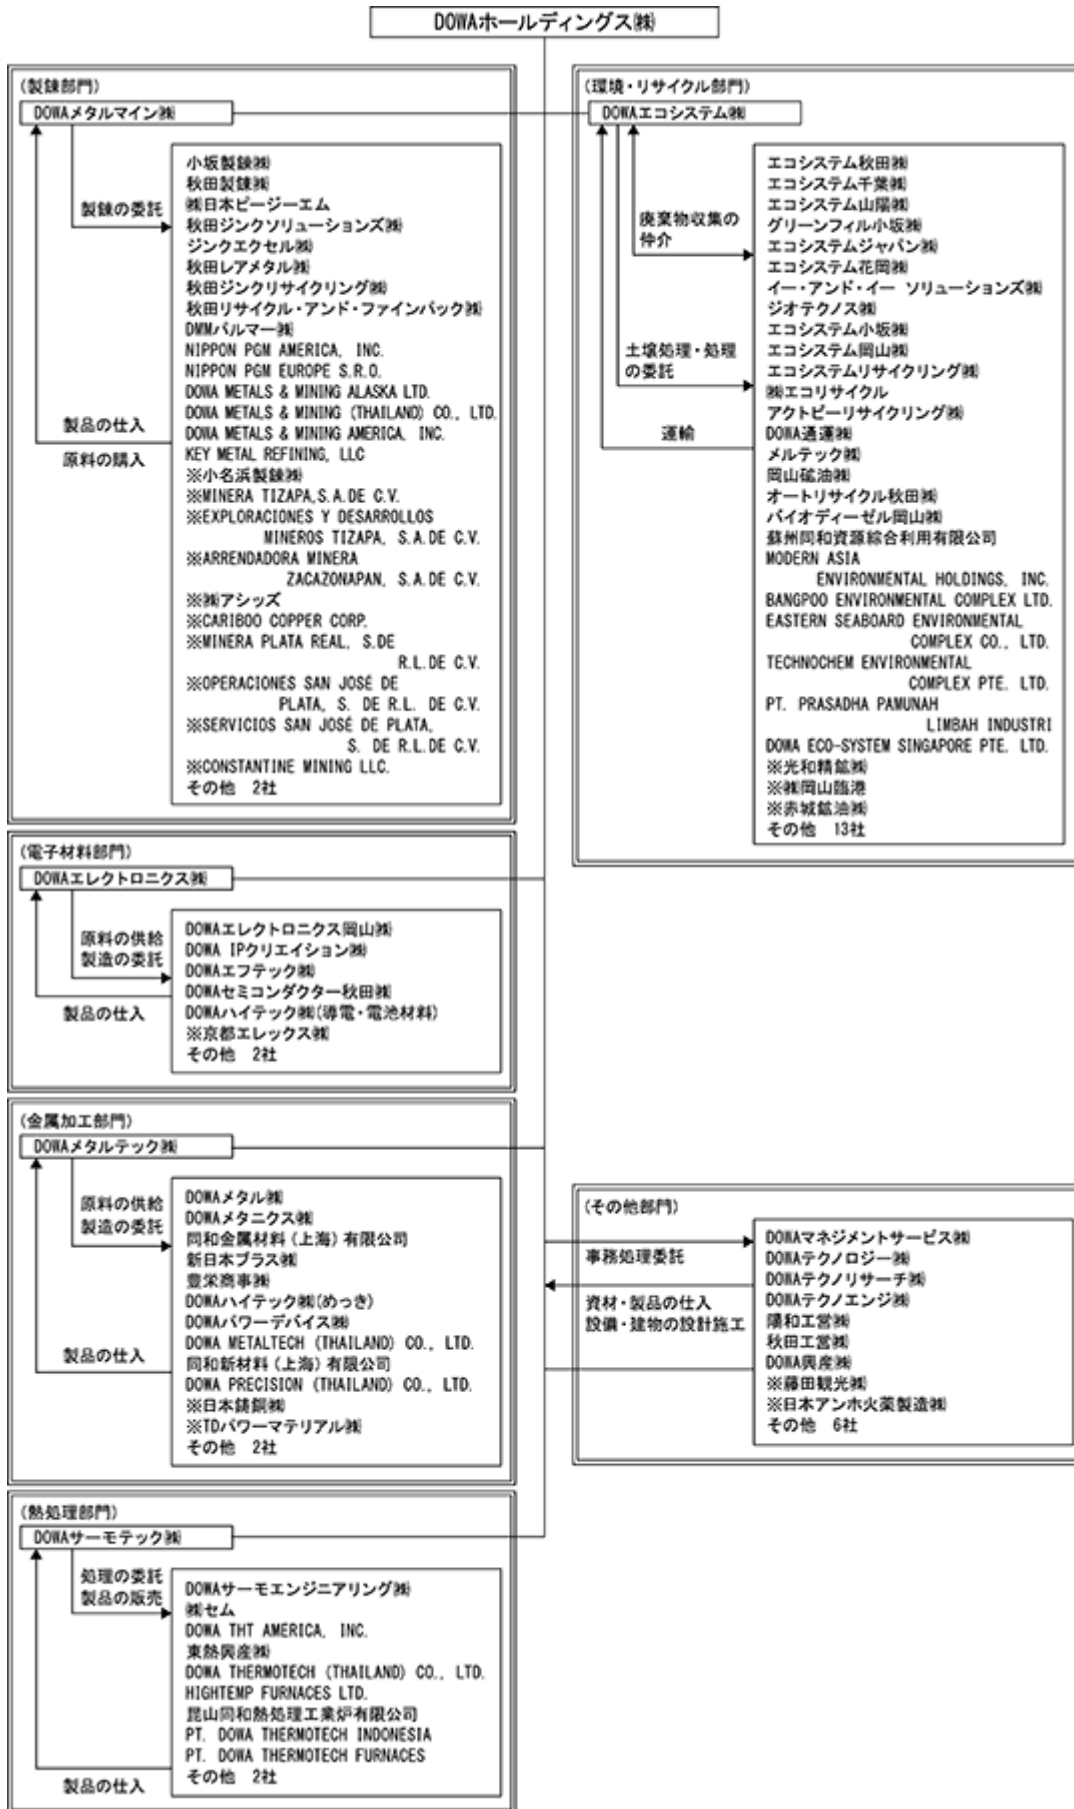 DOWAホールディングス㈱
(製錬部門)
DOWAメタルマイン㈱
製錬の委託
小坂製錬㈱
秋田製錬㈱
㈱日本ピージーエム
秋田ジンクソリューションズ㈱
ジンクエクセル㈱
秋田レアメタル㈱
秋田ジンクリサイクリング㈱
秋田リサイクル・アンド・ファインパック㈱
DMMパルマー㈱
NIPPON PGM AMERICA, INC.
NIPPON PGM EUROPE S.R.O.
DOWA METALS & MINING ALASKA LTD.
DOWA METALS & MINING (THAILAND) CO., LTD.
DOWA METALS & MINING AMERICA, INC.
KEY METAL REFINING, LLC
※小名浜製錬㈱
※MINERA TIZAPA,S.A.DE C.V.
※EXPLORACIONES Y DESARROLLOS
MINEROS TIZAPA, S.A.DE C.V.
※ARRENDADORA MINERA
ZACAZONAPAN, S.A.DE C.V.
※㈱アシッズ
※CARIBOO COPPER CORP.
※MINERA PLATA REAL, S.DE
R.L.DE C.V.
※OPERACIONES SAN JOSÉ DE
PLATA, S. DE R.L. DE C.V.
※SERVICIOS SAN JOSÉ DE PLATA,
S. DE R.L.DE C.V.
※CONSTANTINE MINING LLC.
その他 2社
製品の仕入
原料の購入
(環境・リサイクル部門)
DOWAエコシステム㈱
廃棄物収集の
仲介
土壌処理・処理
の委託
運輸
エコシステム秋田㈱
エコシステム千葉㈱
エコシステム山陽㈱
グリーンフィル小坂㈱
エコシステムジャパン㈱
エコシステム花岡㈱
イー・アンド・イー ソリューションズ㈱
ジオテクノス㈱
エコシステム小坂㈱
エコシステム岡山㈱
エコシステムリサイクリング㈱
㈱エコリサイクル
アクトビーリサイクリング㈱
DOWA通運㈱
メルテック㈱
岡山砿油㈱
オートリサイクル秋田㈱
バイオディーゼル岡山㈱
蘇州同和資源綜合利用有限公司
MODERN ASIA
ENVIRONMENTAL HOLDINGS, INC.
BANGPOO ENVIRONMENTAL COMPLEX LTD.
EASTERN SEABOARD ENVIRONMENTAL
COMPLEX CO., LTD.
TECHNOCHEM ENVIRONMENTAL
COMPLEX PTE. LTD.
PT. PRASADHA PAMUNAH
LIMBAH INDUSTRI
DOWA ECO-SYSTEM SINGAPORE PTE. LTD.
※光和精鉱㈱
※㈱岡山臨港
※赤城鉱油㈱
その他 13社
(電子材料部門)
DOWAエレクトロニクス㈱
原料の供給
製造の委託
製品の仕入
DOWAエレクトロニクス岡山㈱
DOWA IPクリエイション㈱
DOWAエフテック㈱
DOWAセミコンダクター秋田㈱
DOWAハイテック㈱(導電・電池材料)
※京都エレックス㈱
その他 2社
(金属加工部門)
DOWAメタルテック㈱
原料の供給
製造の委託
製品の仕入
DOWAメタル㈱
DOWAメタニクス㈱
同和金属材料(上海)有限公司
新日本ブラス㈱
豊栄商事㈱
DOWAハイテック㈱(めっき)
DOWAパワーデバイス㈱
DOWA METALTECH (THAILAND) CO., LTD.
同和新材料(上海)有限公司
DOWA PRECISION (THAILAND) CO., LTD.
※日本鋳銅㈱
※TDパワーマテリアル㈱
その他 2社
(その他部門)
事務処理委託
資材・製品の仕入
設備・建物の設計施工
DOWAマネジメントサービス㈱
DOWAテクノロジー㈱
DOWAテクノリサーチ㈱
DOWAテクノエンジ㈱
陽和工営㈱
秋田工営㈱
DOWA興産㈱
※藤田観光㈱
※日本アンホ火薬製造㈱
その他 6社
(熱処理部門)
DOWAサーモテック㈱
処理の委託
製品の販売
製品の仕入
DOWAサーモエンジニアリング㈱
㈱セム
DOWA THT AMERICA, INC.
東熱興産㈱
DOWA THERMOTECH (THAILAND) CO., LTD.
HIGHTEMP FURNACES LTD.
昆山同和熱処理工業炉有限公司
PT. DOWA THERMOTECH INDONESIA
PT. DOWA THERMOTECH FURNACES
その他 2社